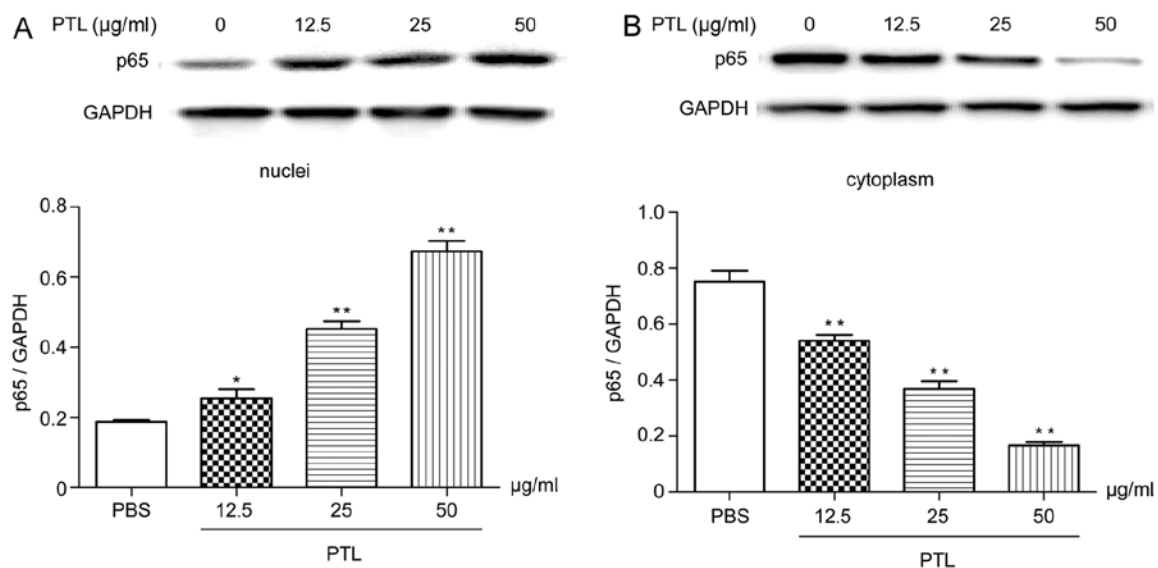 A
PTL (μg/ml) 0 12.5 25 50
p65
GAPDH
nuclei
p65 / GAPDH
0.8
0.6
0.4
0.2
0
*
**
**
PBS 12.5 25 50 μg/ml
PTL
B
PTL (μg/ml) 0 12.5 25 50
p65
GAPDH
cytoplasm
p65 / GAPDH
1.0
0.8
0.6
0.4
0.2
0
**
**
**
PBS 12.5 25 50 μg/ml
PTL